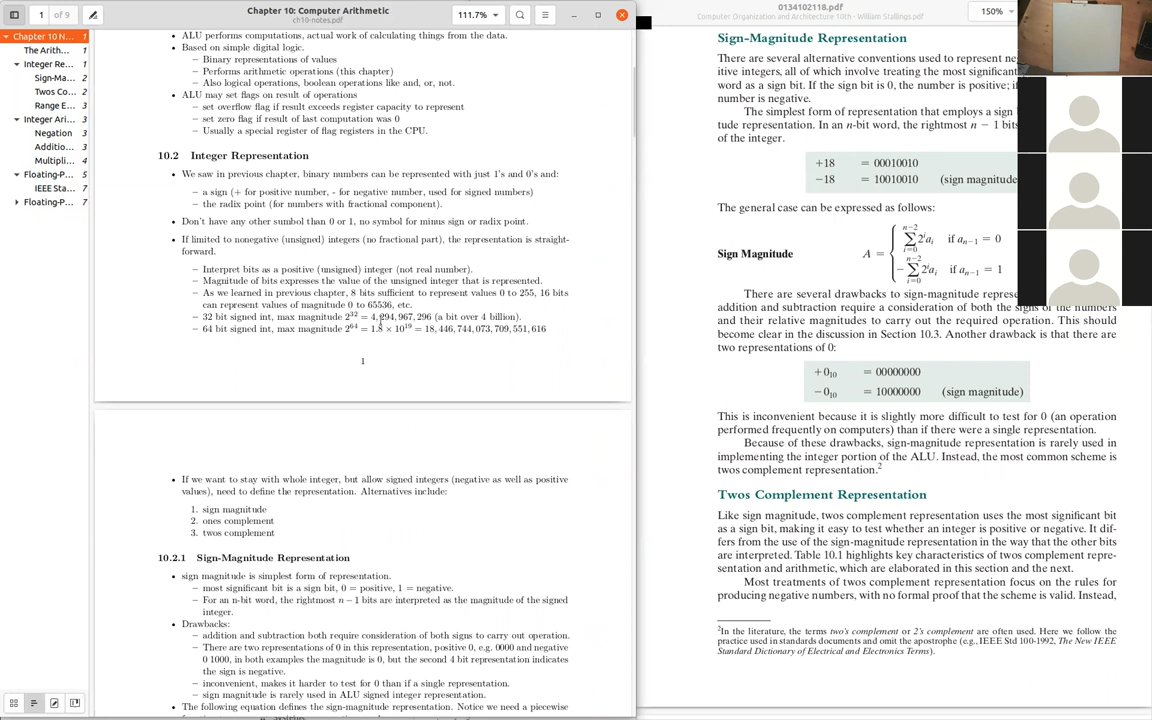 1 of 9
Chapter 10: Computer Arithmetic
ch10-notes.pdf
111.7%
Chapter 10 N... 1
The Arith... 1
Integer Re... 1
Sign-Ma... 2
Twos Co... 2
Range E... 3
Integer Ari... 3
Negation 3
Additio... 3
Multipli... 4
Floating-P... 5
IEEE Sta... 7
Floating-P... 7
• ALU performs computations, actual work of calculating things from the data.
• Based on simple digital logic.
– Binary representations of values
– Performs arithmetic operations (this chapter)
– Also logical operations, boolean operations like and, or, not.
• ALU may set flags on result of operations
– set overflow flag if result exceeds register capacity to represent
– set zero flag if result of last computation was 0
– Usually a special register of flag registers in the CPU.
10.2 Integer Representation
• We saw in previous chapter, binary numbers can be represented with just 1's and 0's and:
– a sign (+ for positive number, - for negative number, used for signed numbers)
– the radix point (for numbers with fractional component).
• Don't have any other sumbol than 0 or 1, no symbol for minus sign or radix point.
• If limited to nonegative (unsigned) integers (no fractional part), the representation is straight-
forward.
– Interpret bits as a positive (unsigned) integer (not real number).
– Magnitude of bits expresses the value of the unsigned integer that is represented.
– As we learned in previous chapter, 8 bits sufficient to represent values 0 to 255, 16 bits
can represent values of magnitude 0 to 65536, etc.
– 32 bit signed int, max magnitude 2^32 = 4,294,967,296 (a bit over 4 billion).
– 64 bit signed int, max magnitude 2^64 = 1.8 × 10^19 = 18,446,744,073,709,551,616
1
• If we want to stay with whole integer, but allow signed integers (negative as well as positive
values), need to define the representation. Alternatives include:
1. sign magnitude
2. ones complement
3. twos complement
10.2.1 Sign-Magnitude Representation
• sign magnitude is simplest form of representation.
– most significant bit is a sign bit, 0 = positive, 1 = negative.
– For an n-bit word, the rightmost n − 1 bits are interpreted as the magnitude of the signed
integer.
• Drawbacks:
– addition and subtraction both require consideration of both signs to carry out operation.
– There are two representations of 0 in this representation, positive 0, e.g. 0000 and negative
0 1000, in both examples the magnitude is 0, but the second 4 bit representation indicates
the sign is negative.
– inconvenient, makes it harder to test for 0 than if a single representation.
– sign magnitude is rarely used in ALU signed integer representation.
• The following equation defines the sign-magnitude representation. Notice we need a piecewise
0134102118.pdf
Computer Organization and Architecture 10th - William Stallings.pdf
150%
Sign-Magnitude Representation
There are several alternative conventions used to represent ne
itive integers, all of which involve treating the most significant
word as a sign bit. If the sign bit is 0, the number is positive; if
number is negative.
The simplest form of representation that employs a sign
tude representation. In an n-bit word, the rightmost n − 1 bits
of the integer.
+18 = 00010010
−18 = 10010010 (sign magnitude
The general case can be expressed as follows:
Sign Magnitude A = { ∑_{i=0}^{n−2} 2^i a_i if a_{n−1} = 0
−∑_{i=0}^{n−2} 2^i a_i if a_{n−1} = 1
There are several drawbacks to sign-magnitude represe
addition and subtraction require a consideration of both the signs of the numbers
and their relative magnitudes to carry out the required operation. This should
become clear in the discussion in Section 10.3. Another drawback is that there are
two representations of 0:
+0₁₀ = 00000000
−0₁₀ = 10000000 (sign magnitude)
This is inconvenient because it is slightly more difficult to test for 0 (an operation
performed frequently on computers) than if there were a single representation.
Because of these drawbacks, sign-magnitude representation is rarely used in
implementing the integer portion of the ALU. Instead, the most common scheme is
twos complement representation.²
Twos Complement Representation
Like sign magnitude, twos complement representation uses the most significant bit
as a sign bit, making it easy to test whether an integer is positive or negative. It dif-
fers from the use of the sign-magnitude representation in the way that the other bits
are interpreted. Table 10.1 highlights key characteristics of twos complement repre-
sentation and arithmetic, which are elaborated in this section and the next.
Most treatments of twos complement representation focus on the rules for
producing negative numbers, with no formal proof that the scheme is valid. Instead,
²In the literature, the terms two's complement or 2's complement are often used. Here we follow the
practice used in standards documents and omit the apostrophe (e.g., IEEE Std 100-1992, The New IEEE
Standard Dictionary of Electrical and Electronics Terms).